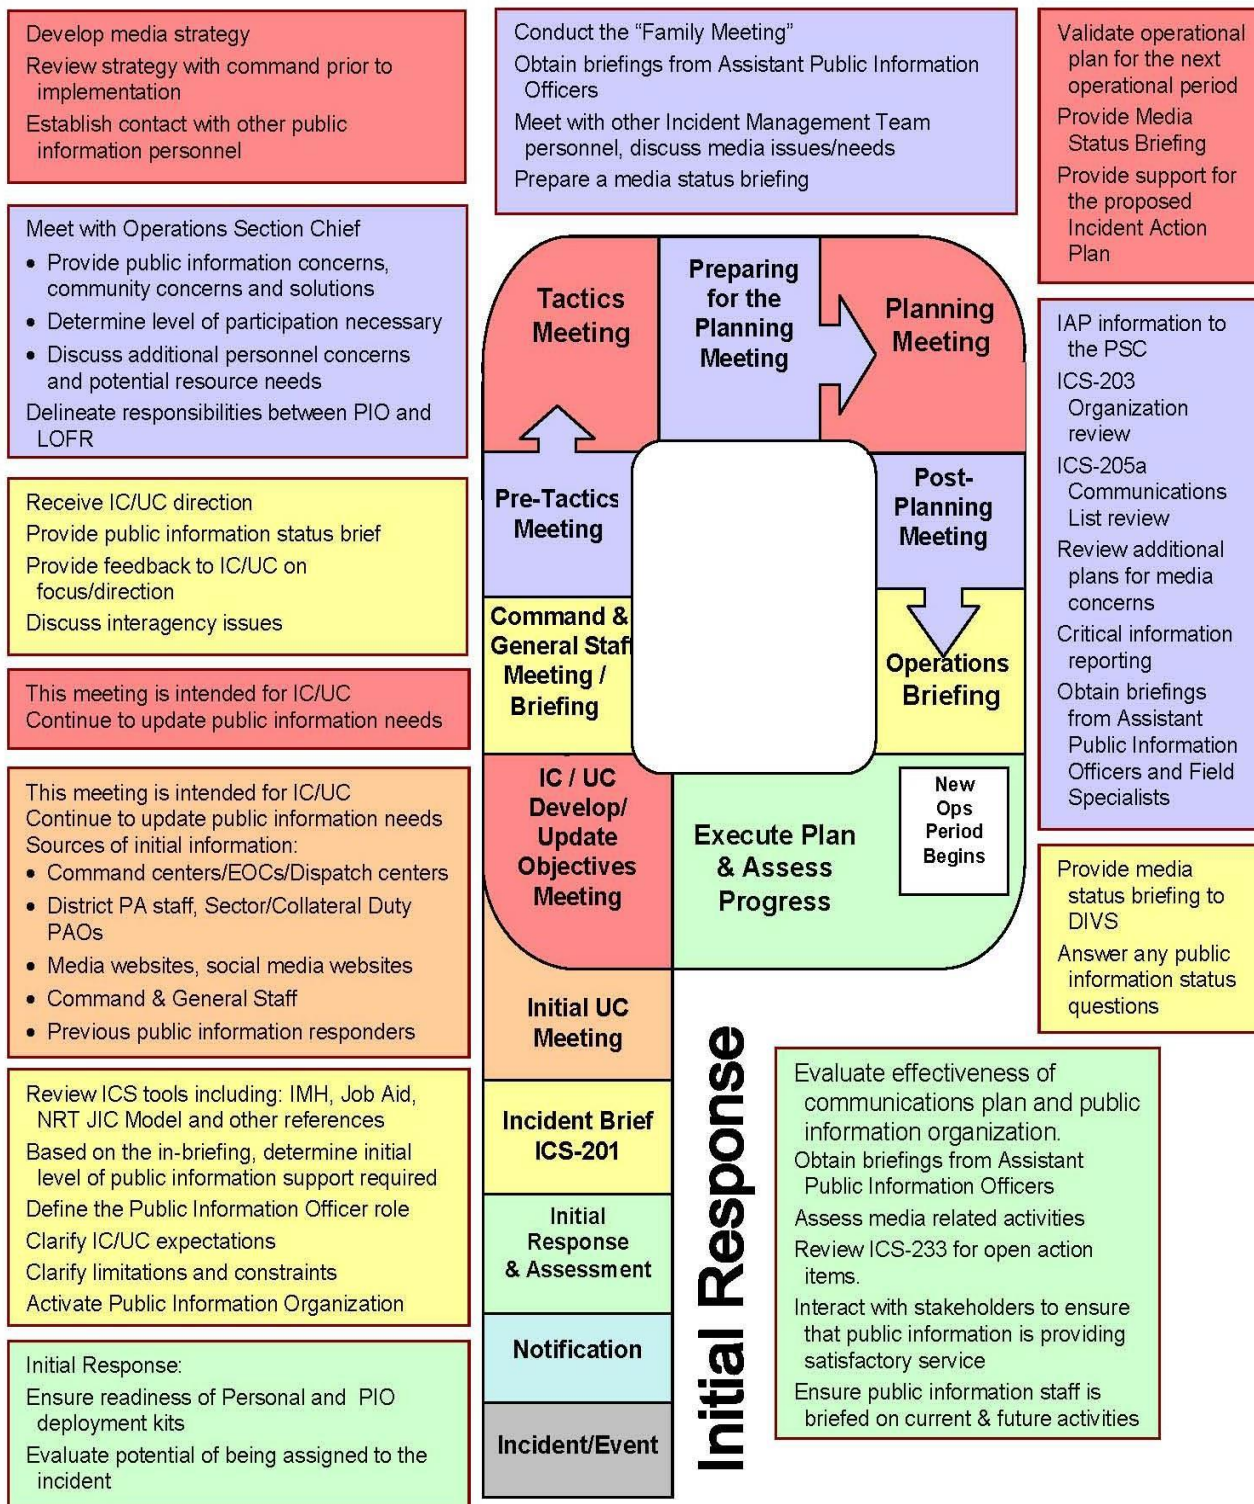 Develop media strategy
Review strategy with command prior to
implementation
Establish contact with other public
information personnel
Conduct the “Family Meeting”
Obtain briefings from Assistant Public Information
Officers
Meet with other Incident Management Team
personnel, discuss media issues/needs
Prepare a media status briefing
Validate operational
plan for the next
operational period
Provide Media
Status Briefing
Provide support for
the proposed
Incident Action
Plan
Meet with Operations Section Chief
• Provide public information concerns,
community concerns and solutions
• Determine level of participation necessary
• Discuss additional personnel concerns
and potential resource needs
Delineate responsibilities between PIO and
LOFR
Receive IC/UC direction
Provide public information status brief
Provide feedback to IC/UC on
focus/direction
Discuss interagency issues
This meeting is intended for IC/UC
Continue to update public information needs
This meeting is intended for IC/UC
Continue to update public information needs
Sources of initial information:
• Command centers/EOCs/Dispatch centers
• District PA staff, Sector/Collateral Duty
PAOs
• Media websites, social media websites
• Command & General Staff
• Previous public information responders
Review ICS tools including: IMH, Job Aid,
NRT JIC Model and other references
Based on the in-briefing, determine initial
level of public information support required
Define the Public Information Officer role
Clarify IC/UC expectations
Clarify limitations and constraints
Activate Public Information Organization
Initial Response:
Ensure readiness of Personal and PIO
deployment kits
Evaluate potential of being assigned to the
incident
Tactics
Meeting
Preparing
for the
Planning
Meeting
Planning
Meeting
Pre-Tactics
Meeting
Post-
Planning
Meeting
Command &
General Staff
Meeting /
Briefing
Operations
Briefing
IC / UC
Develop/
Update
Objectives
Meeting
Execute Plan
& Assess
Progress
New
Ops
Period
Begins
Initial UC
Meeting
Incident Brief
ICS-201
Initial
Response
& Assessment
Notification
Incident/Event
Initial Response
IAP information to
the PSC
ICS-203
Organization
review
ICS-205a
Communications
List review
Review additional
plans for media
concerns
Critical information
reporting
Obtain briefings
from Assistant
Public Information
Officers and Field
Specialists
Provide media
status briefing to
DIVS
Answer any public
information status
questions
Evaluate effectiveness of
communications plan and public
information organization.
Obtain briefings from Assistant
Public Information Officers
Assess media related activities
Review ICS-233 for open action
items.
Interact with stakeholders to ensure
that public information is providing
satisfactory service
Ensure public information staff is
briefed on current & future activities